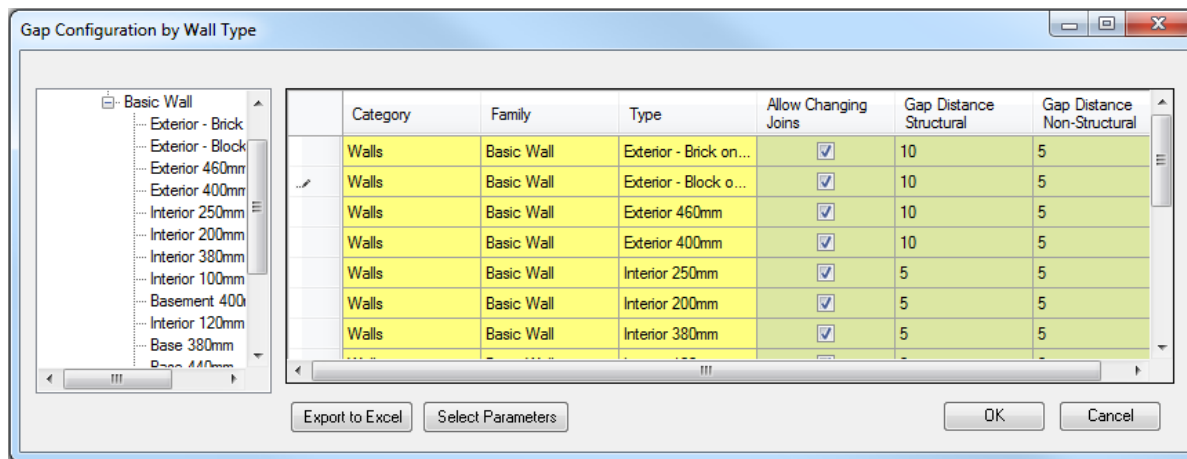 Gap Configuration by Wall Type
Basic Wall
Exterior - Brick
Exterior - Block
Exterior 460mm
Exterior 400mm
Interior 250mm
Interior 200mm
Interior 380mm
Interior 100mm
Basement 400
Interior 120mm
Base 380mm
Base 440mm
Category Family Type Allow Changing Joins Gap Distance Structural Gap Distance Non-Structural
Walls Basic Wall Exterior - Brick on... 10 5
Walls Basic Wall Exterior - Block o... 10 5
Walls Basic Wall Exterior 460mm 10 5
Walls Basic Wall Exterior 400mm 10 5
Walls Basic Wall Interior 250mm 5 5
Walls Basic Wall Interior 200mm 5 5
Walls Basic Wall Interior 380mm 5 5
Export to Excel Select Parameters OK Cancel